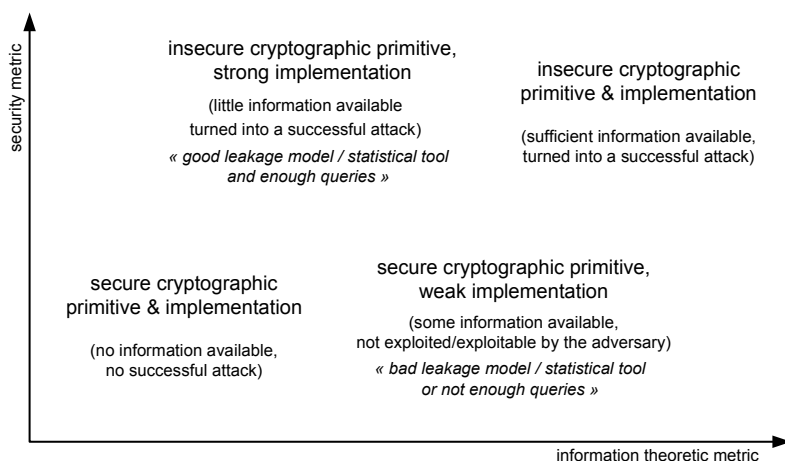 security metric
insecure cryptographic primitive,
strong implementation
(little information available
turned into a successful attack)
« good leakage model / statistical tool
and enough queries »
insecure cryptographic
primitive & implementation
(sufficient information available,
turned into a successful attack)
secure cryptographic
primitive & implementation
(no information available,
no successful attack)
secure cryptographic primitive,
weak implementation
(some information available,
not exploited/exploitable by the adversary)
« bad leakage model / statistical tool
or not enough queries »
information theoretic metric